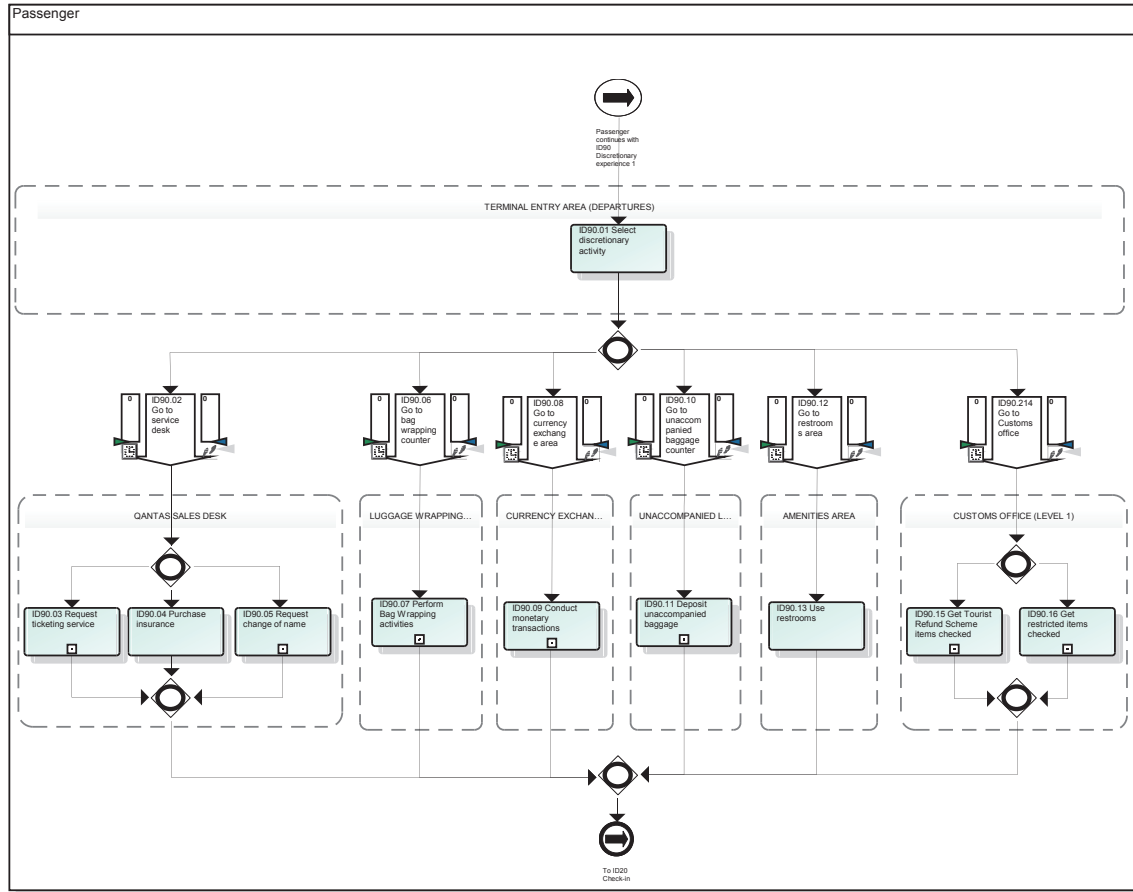 Passenger
Passenger
continues with
ID90
Discretionary
experience 1
TERMINAL ENTRY AREA (DEPARTURES)
ID90.01 Select
discretionary
activity
0
ID90.02
Go to
service
desk
0
0
ID90.06
Go to
bag
wrapping
counter
0
0
ID90.08
Go to
currency
exchang
e area
0
0
ID90.10
Go to
unaccom
panied
baggage
counter
0
0
ID90.12
Go to
restroom
s area
0
0
ID90.214
Go to
Customs
office
0
QANTAS SALES DESK
LUGGAGE WRAPPING...
CURRENCY EXCHAN...
UNACCOMPANIED L...
AMENITIES AREA
CUSTOMS OFFICE (LEVEL 1)
ID90.03 Request
ticketing service
ID90.04 Purchase
insurance
ID90.05 Request
change of name
ID90.07 Perform
Bag Wrapping
activities
ID90.09 Conduct
monetary
transactions
ID90.11 Deposit
unaccompanied
baggage
ID90.13 Use
restrooms
ID90.15 Get Tourist
Refund Scheme
items checked
ID90.16 Get
restricted items
checked
To ID20
Check-in